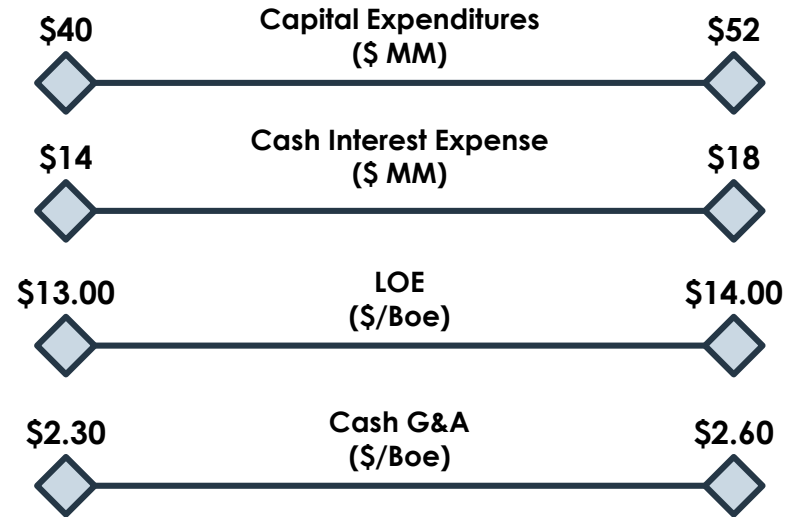 Capital Expenditures
$40
($ MM)
$52
Cash Interest Expense
$14
($ MM)
$18
LOE
$13.00
($/Boe)
$14.00
Cash G&A
$2.30
($/Boe)
$2.60